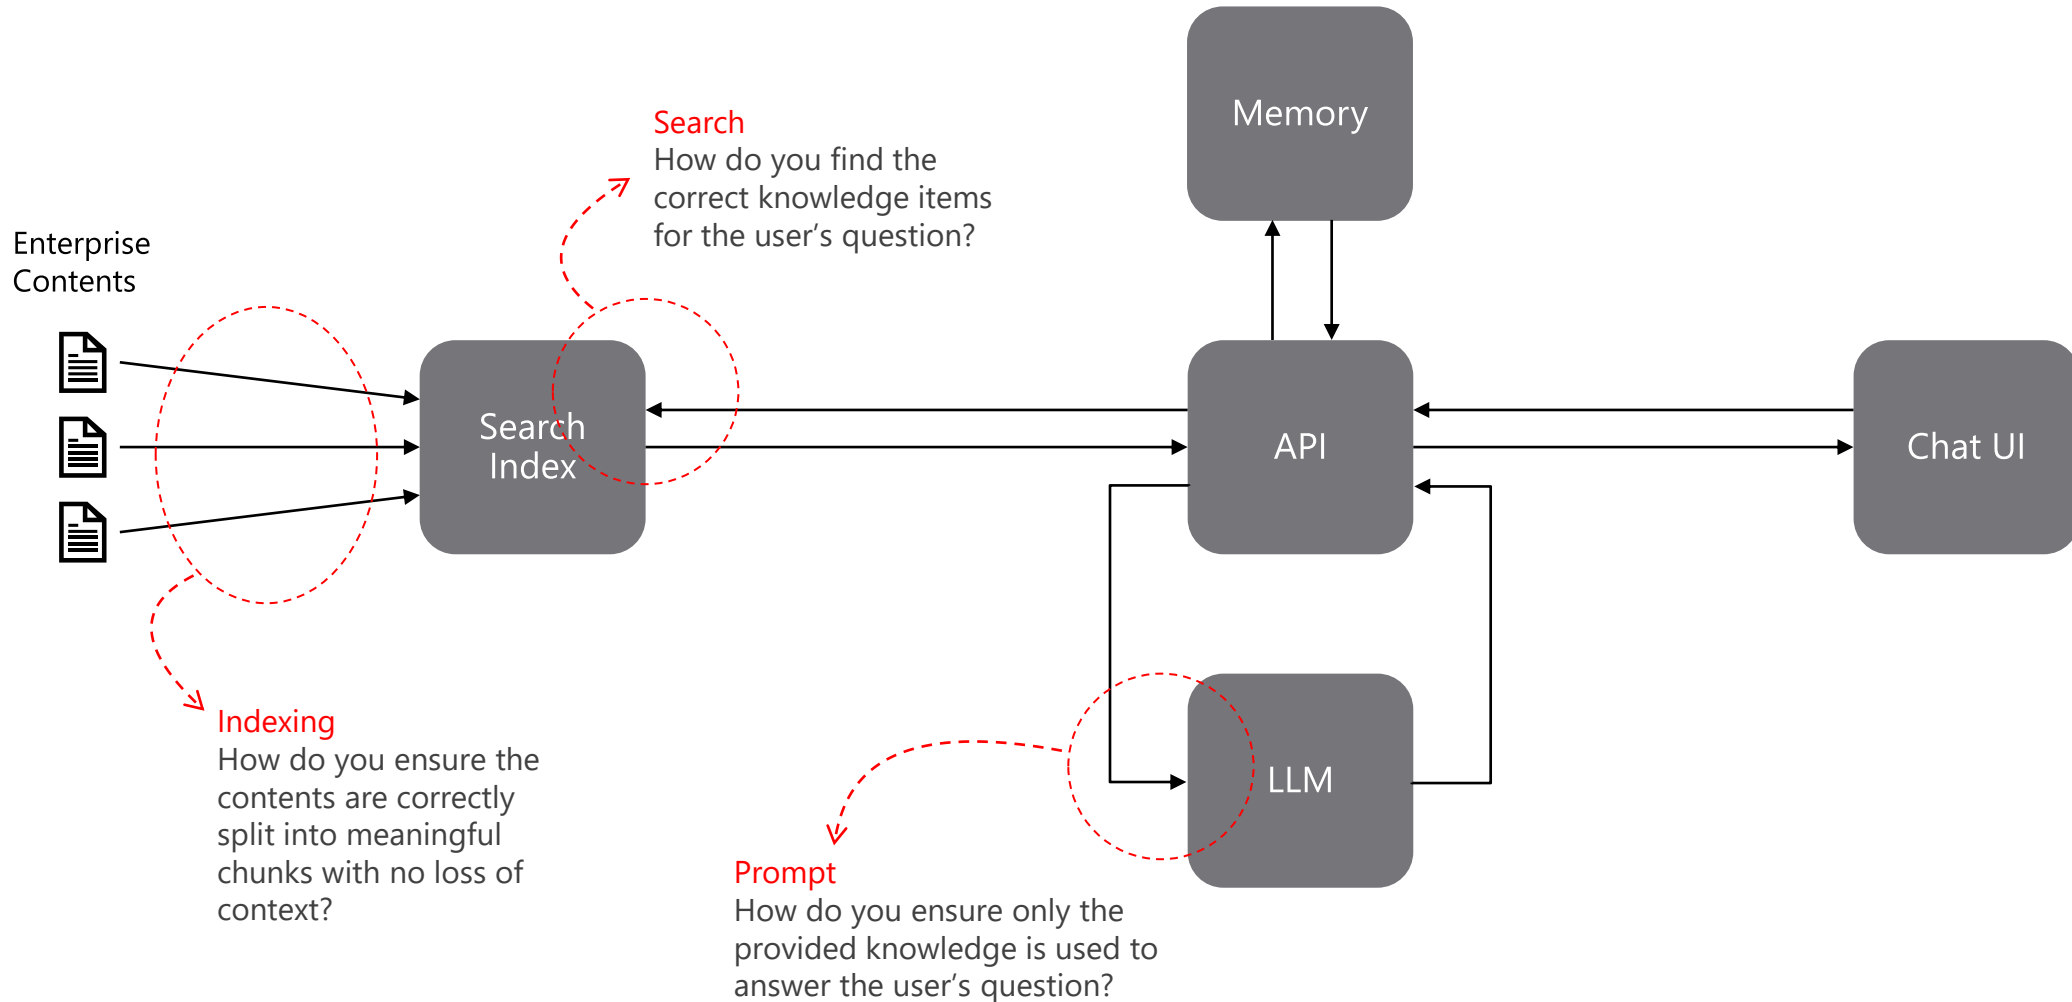 Memory
Search
How do you find the
correct knowledge items
for the user’s question?
Enterprise
Contents
Search
Index
API
Chat UI
Indexing
How do you ensure the
contents are correctly
split into meaningful
chunks with no loss of
context?
LLM
Prompt
How do you ensure only the
provided knowledge is used to
answer the user’s question?